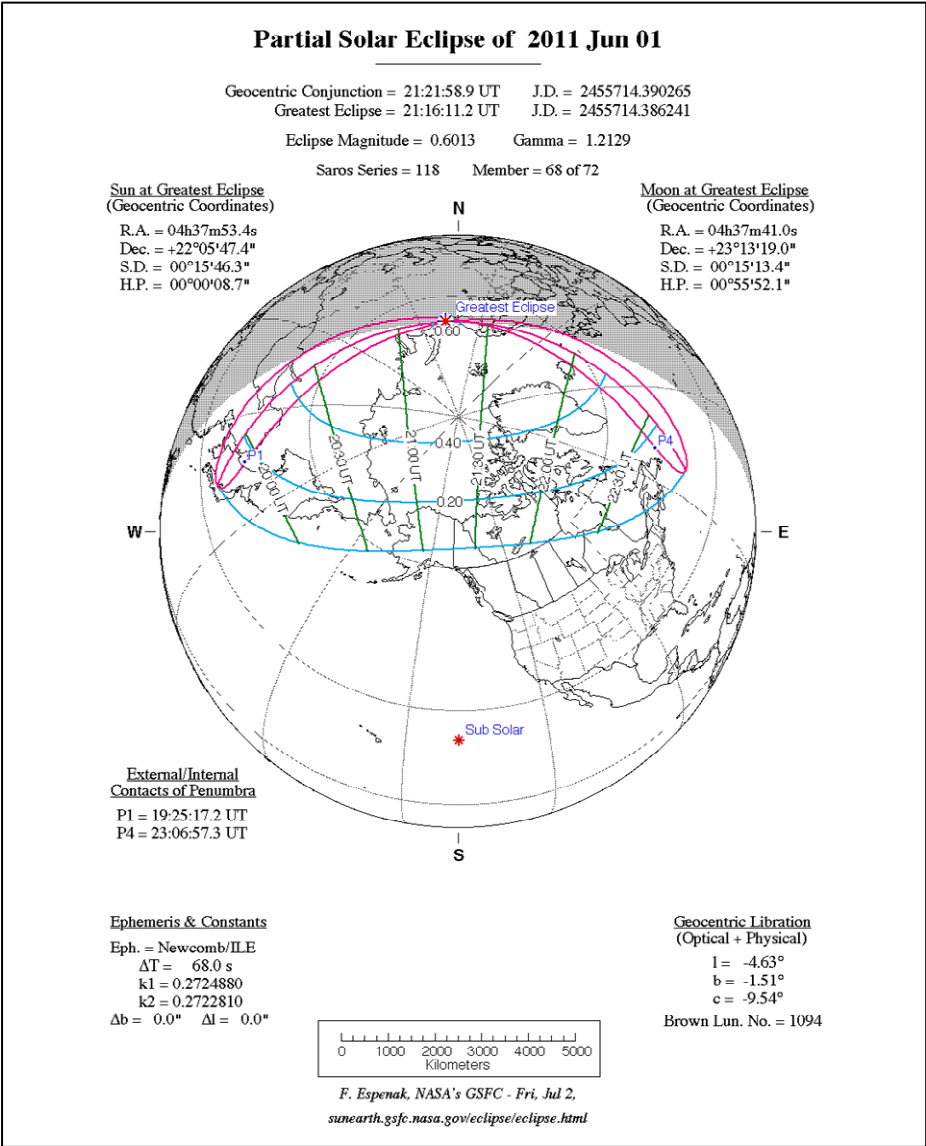 Partial Solar Eclipse of 2011 Jun 01
Geocentric Conjunction = 21:21:58.9 UT J.D. = 2455714.390265
Greatest Eclipse = 21:16:11.2 UT J.D. = 2455714.386241
Eclipse Magnitude = 0.6013 Gamma = 1.2129
Saros Series = 118 Member = 68 of 72
Sun at Greatest Eclipse
(Geocentric Coordinates)
R.A. = 04h37m53.4s
Dec. = +22°05'47.4"
S.D. = 00°15'46.3"
H.P. = 00°00'08.7"
Moon at Greatest Eclipse
(Geocentric Coordinates)
R.A. = 04h37m41.0s
Dec. = +23°13'19.0"
S.D. = 00°15'13.4"
H.P. = 00°55'52.1"
N
Greatest Eclipse
0.60
0.40
0.20
P1
20:00 UT
20:30 UT
21:00 UT
21:30 UT
22:00 UT
22:30 UT
P4
W
E
Sub Solar
S
External/Internal
Contacts of Penumbra
P1 = 19:25:17.2 UT
P4 = 23:06:57.3 UT
Ephemeris & Constants
Eph. = Newcomb/ILE
ΔT = 68.0 s
k1 = 0.2724880
k2 = 0.2722810
Δb = 0.0" Δl = 0.0"
Geocentric Libration
(Optical + Physical)
l = -4.63°
b = -1.51°
c = -9.54°
Brown Lun. No. = 1094
0 1000 2000 3000 4000 5000
Kilometers
F. Espenak, NASA's GSFC - Fri, Jul 2,
sunearth.gsfc.nasa.gov/eclipse/eclipse.html